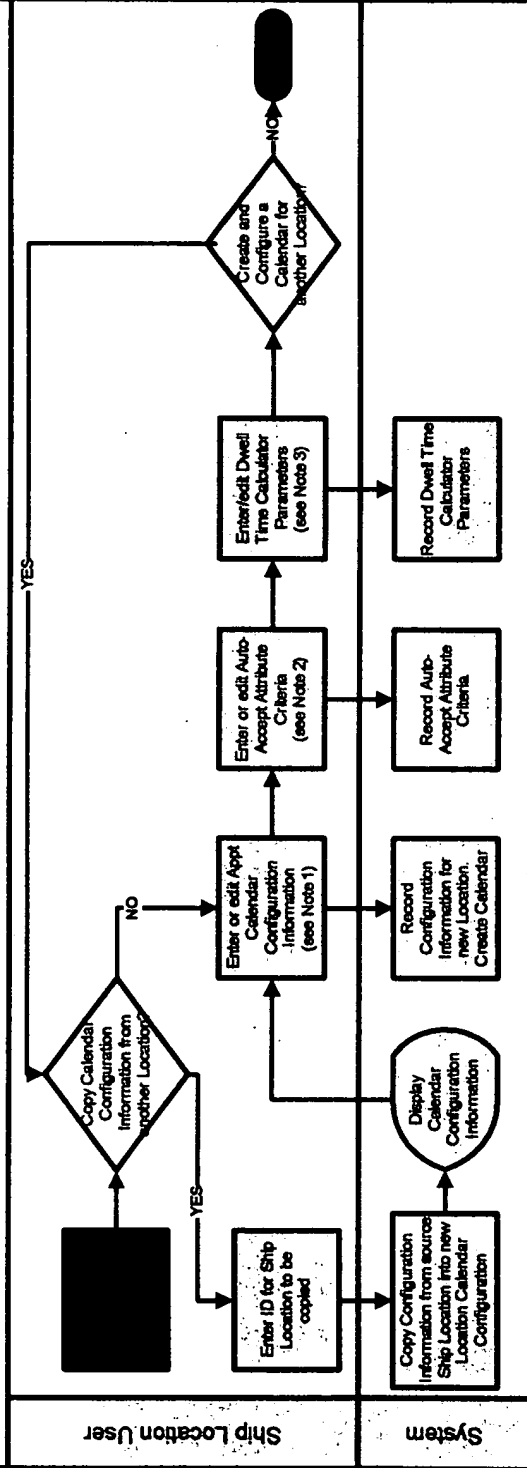 Ship Location User
YES
Copy Calendar
Configuration
Information from
another Location?
NO
YES
Enter ID for Ship
Location to be
copied
Enter or edit Appt
Calendar
Configuration
Information
(see Note 1)
Enter or edit Auto-
Accept Attribute
Criteria
(see Note 2)
Enter/edit Dwell
Time Calculator
Parameters
(see Note 3)
Create and
Configure a
Calendar for
another Location?
NO
System
Copy Configuration
Information from source
Ship Location into new
Location Calendar
Configuration
Display
Calendar
Configuration
Information
Record
Configuration
Information for
new Location.
Create Calendar
Record Auto-
Accept Attribute
Criteria
Record Dwell Time
Calculator
Parameters